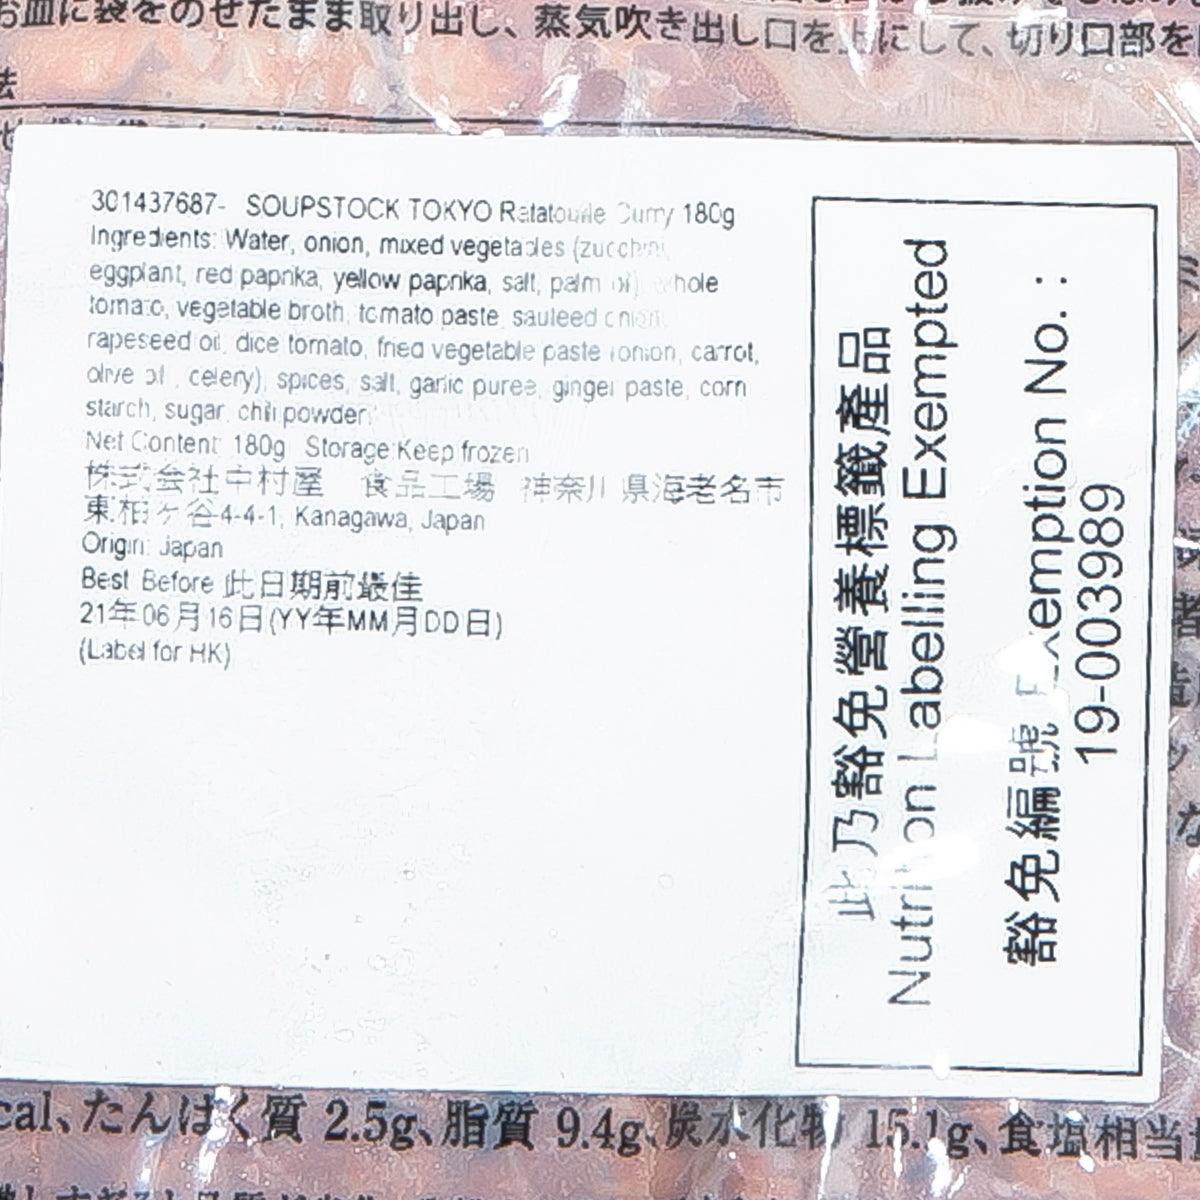 お皿に袋をのせたまま取り出し、蒸気吹き出し口を上にして、切り口部を
法
301437687- SOUPSTOCK TOKYO Ratatouille Curry 180g
Ingredients: Water, onion, mixed vegetables (zucchini,
eggplant, red paprika, yellow paprika, salt, palm oil), whole
tomato, vegetable broth, tomato paste, sauteed onion,
rapeseed oil, dice tomato, fried vegetable paste (onion, carrot,
olive oil, celery), spices, salt, garlic puree, ginger paste, corn
starch, sugar, chili powder,
Net Content: 180g Storage:Keep frozen
株式会社中村屋 食品工場 神奈川県海老名市
東柏ヶ谷4-4-1, Kanagawa, Japan
Origin: Japan
Best Before 此日期前最佳
21年06月16日(YY年MM月DD日)
(Label for HK)
此乃豁免營養標籤產品
Nutrition Labelling Exempted
豁免編號 Exemption No. :
19-003989
cal、たんぱく質 2.5g、脂質 9.4g、炭水化物 15.1g、食塩相当